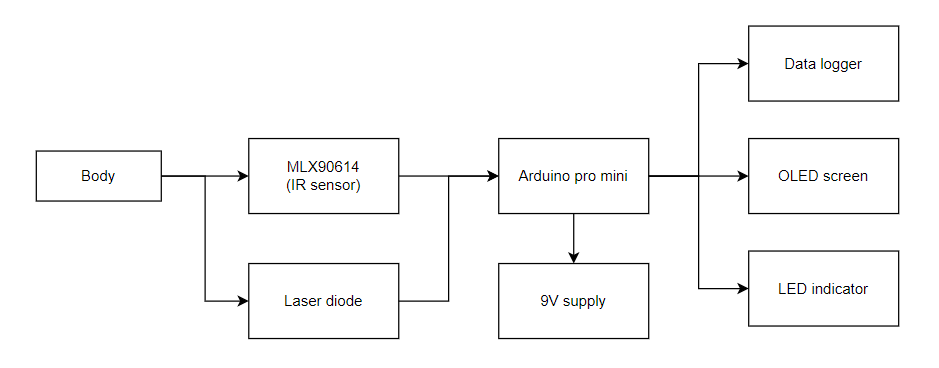 Data logger
Body
MLX90614
(IR sensor)
Arduino pro mini
OLED screen
Laser diode
9V supply
LED indicator